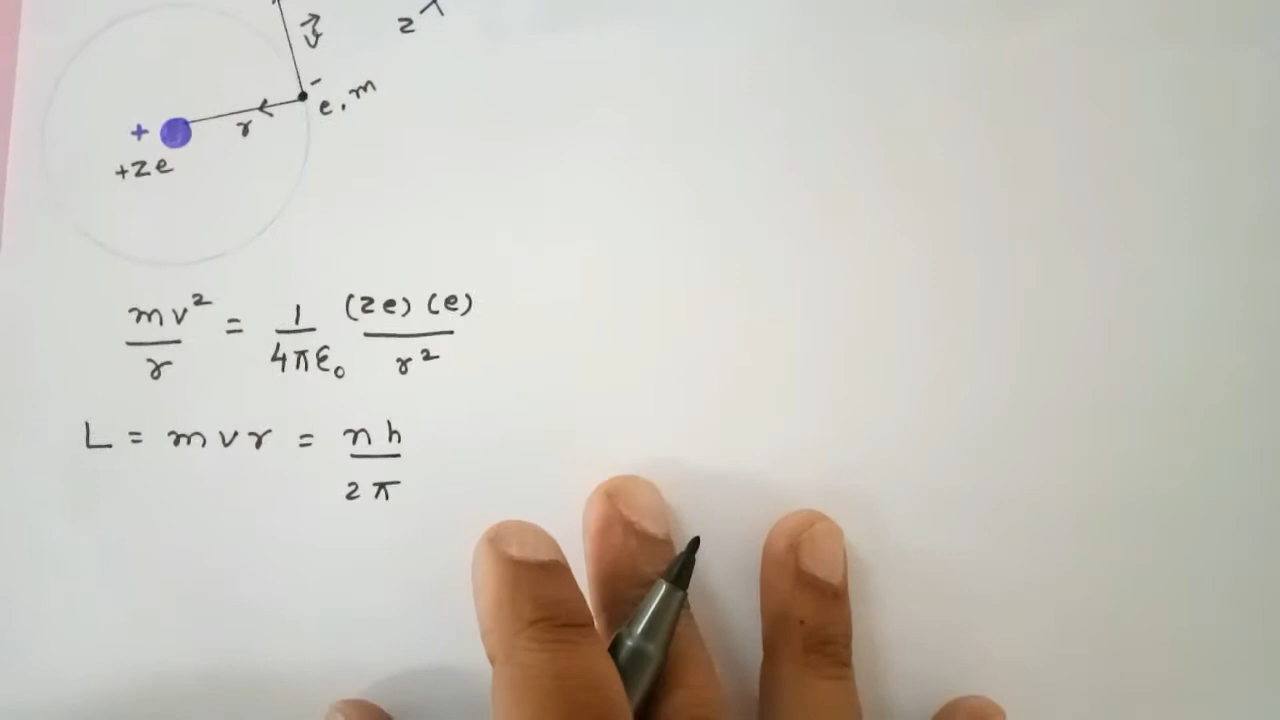 v⃗
z
- e, m
r
+
+Ze
mv²/r = 1/4πε₀ (Ze)(e)/r²
L = mvr = nh/2π